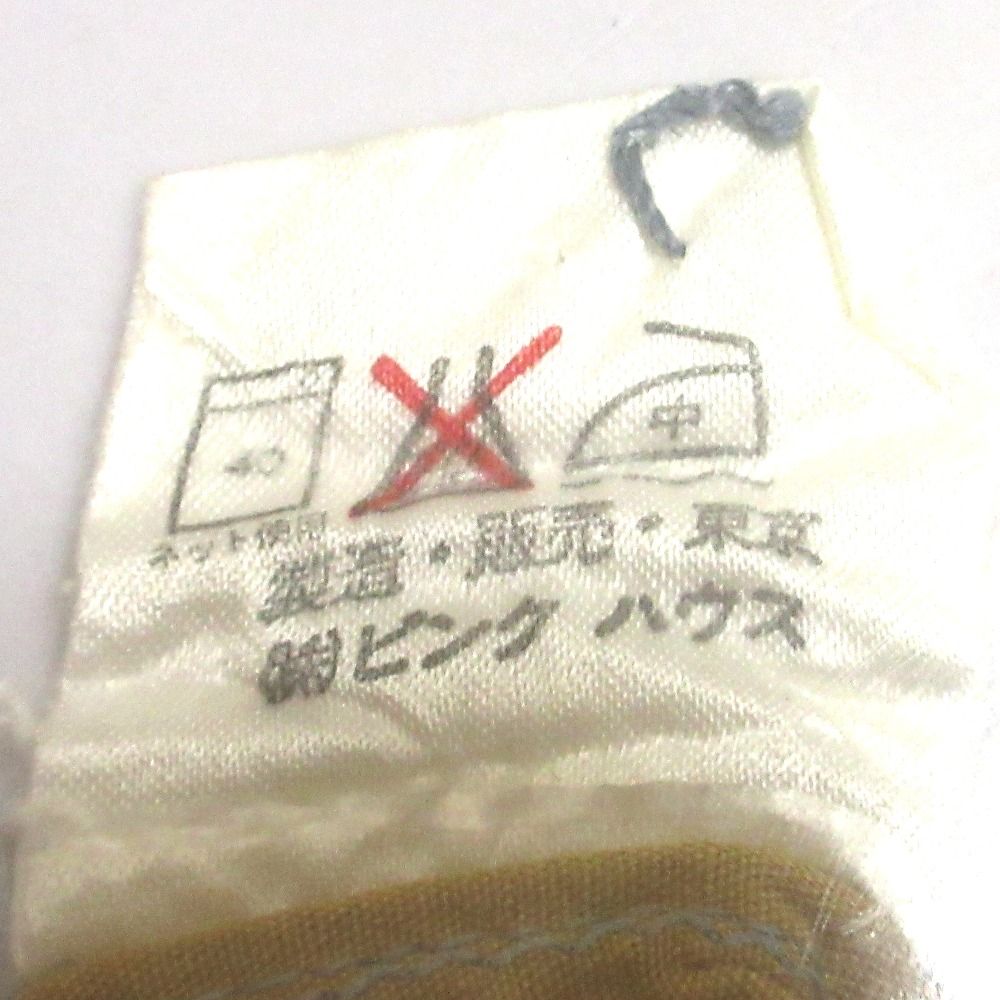 40
中
ネット使用
製造・販売・東京
㈱ピンク ハウス